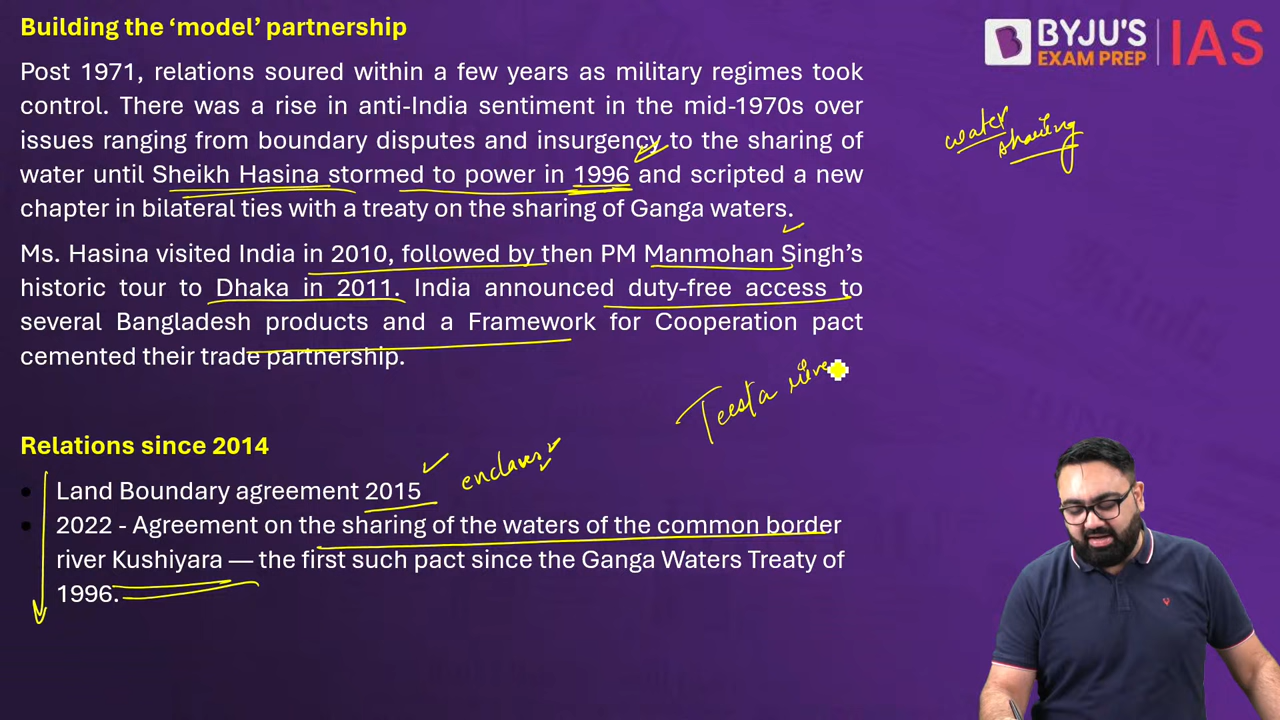 Building the ‘model’ partnership
BYJU'S
EXAM PREP
IAS
Post 1971, relations soured within a few years as military regimes took
control. There was a rise in anti-India sentiment in the mid-1970s over
issues ranging from boundary disputes and insurgency to the sharing of
water until Sheikh Hasina stormed to power in 1996 and scripted a new
chapter in bilateral ties with a treaty on the sharing of Ganga waters.
water
sharing
Ms. Hasina visited India in 2010, followed by then PM Manmohan Singh’s
historic tour to Dhaka in 2011. India announced duty-free access to
several Bangladesh products and a Framework for Cooperation pact
cemented their trade partnership.
Teesta rive
Relations since 2014
enclaves
Land Boundary agreement 2015
2022 - Agreement on the sharing of the waters of the common border
river Kushiyara — the first such pact since the Ganga Waters Treaty of
1996.